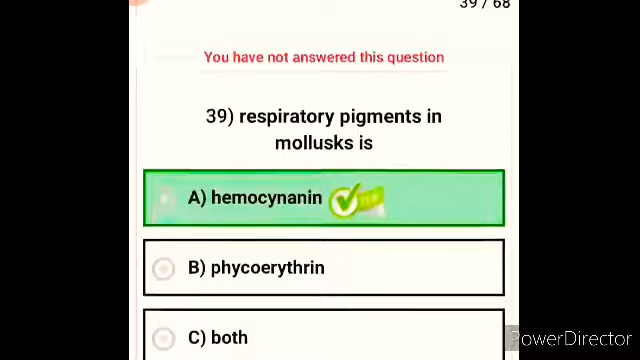 39 / 68
You have not answered this question
39) respiratory pigments in
mollusks is
A) hemocynanin
B) phycoerythrin
C) both
PowerDirector